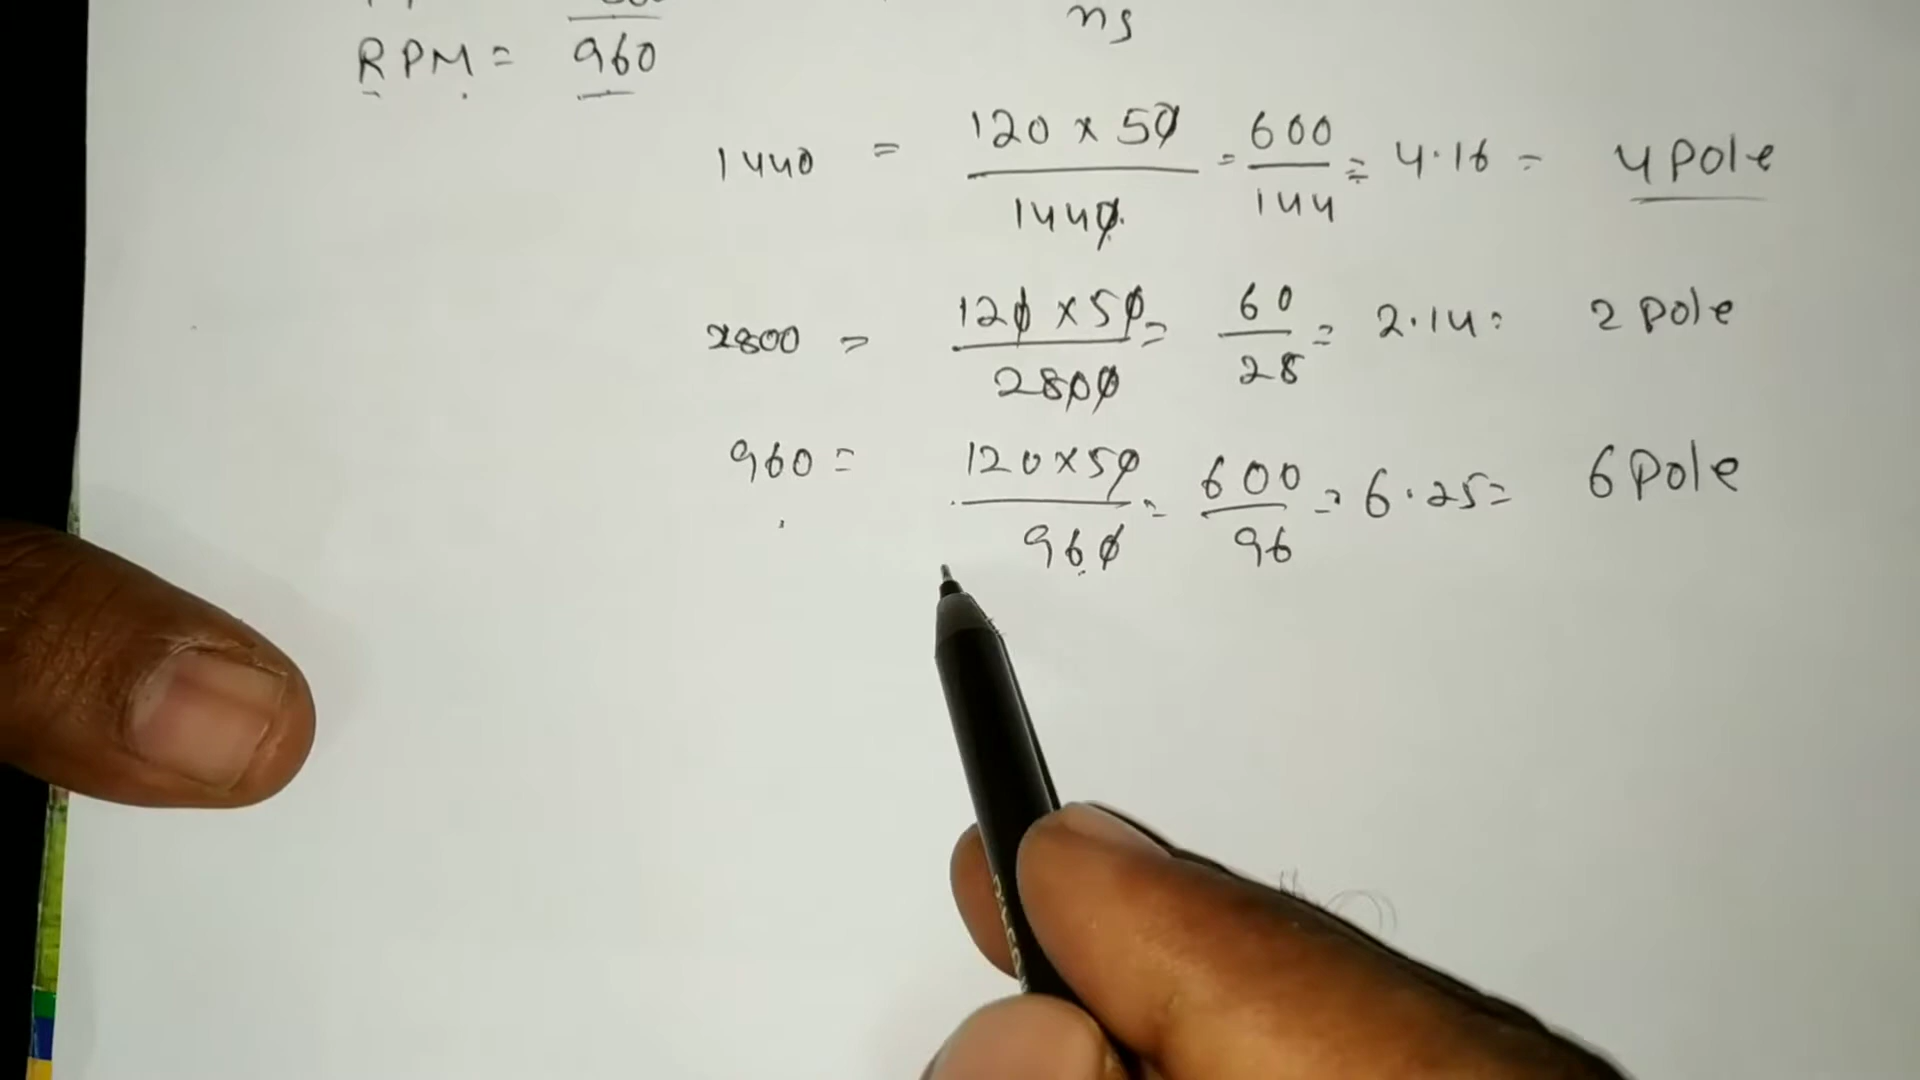 RPM = 960
ns
1440 = 120 x 50 / 1440 = 600 / 144 = 4.16 = 4 pole
2800 = 120 x 50 / 2800 = 60 / 28 = 2.14 = 2 pole
960 = 120 x 50 / 960 = 600 / 96 = 6.25 = 6 pole